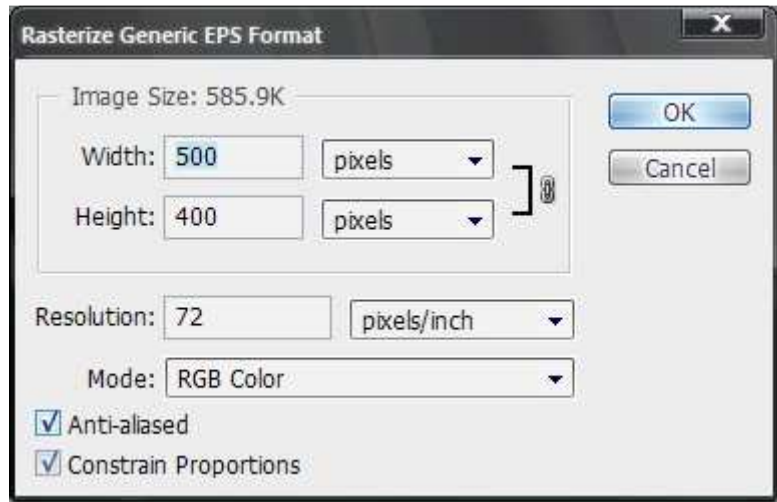 Rasterize Generic EPS Format
Image Size: 585.9K
OK
Width: 500 pixels
Cancel
Height: 400 pixels
Resolution: 72 pixels/inch
Mode: RGB Color
Anti-aliased
Constrain Proportions